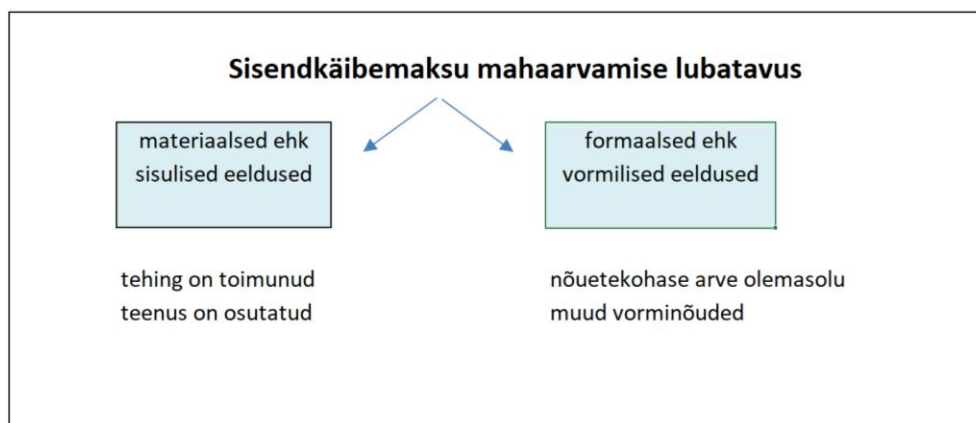 Sisendkäibemaksu mahaarvamise lubatavus
materiaalsed ehk
sisulised eeldused
formaalsed ehk
vormilised eeldused
tehing on toimunud
teenus on osutatud
nõuetekohase arve olemasolu
muud vorminõuded